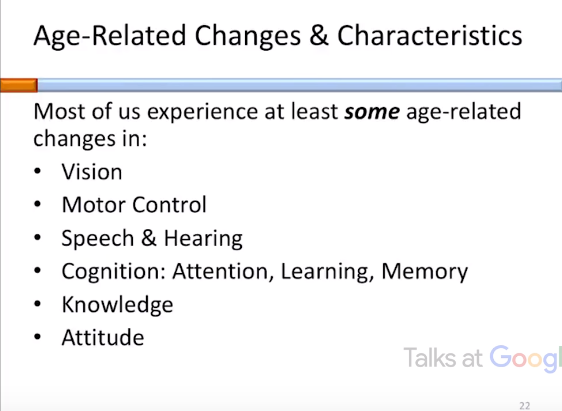 Age-Related Changes & Characteristics
Most of us experience at least some age-related
changes in:
• Vision
• Motor Control
• Speech & Hearing
• Cognition: Attention, Learning, Memory
• Knowledge
• Attitude
Talks at Googl
22